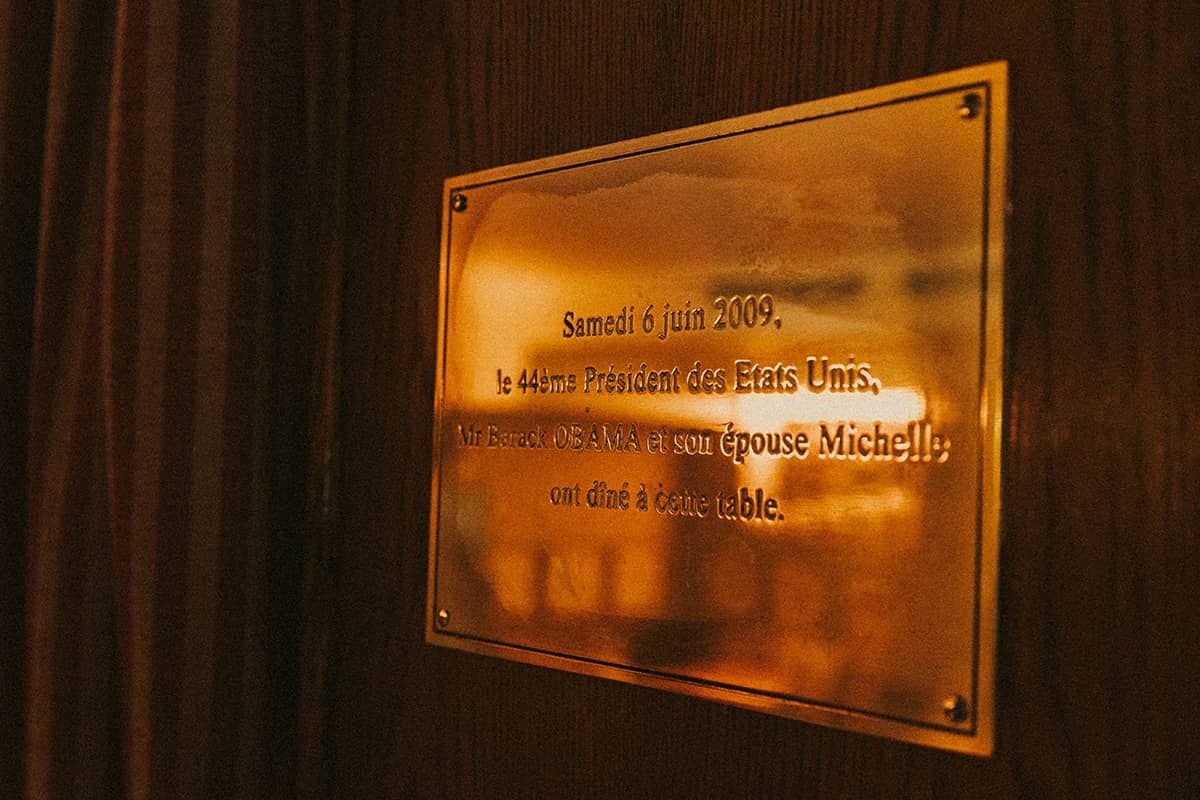 Samedi 6 juin 2009,
le 44ème Président des Etats Unis,
Mr Barack OBAMA et son épouse Michelle
ont dîné à cette table.